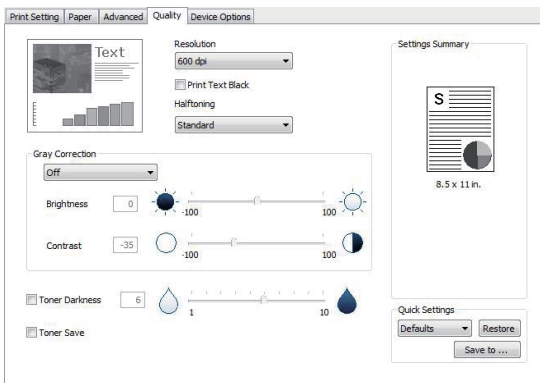 Print Setting Paper Advanced Quality Device Options
Text
Resolution
600 dpi
Print Text Black
Halftoning
Standard
Gray Correction
Off
Brightness 0 -100 100
Contrast -35 -100 100
Toner Darkness 6 1 10
Toner Save
Settings Summary
S
8.5 x 11 in.
Quick Settings
Defaults Restore
Save to ...